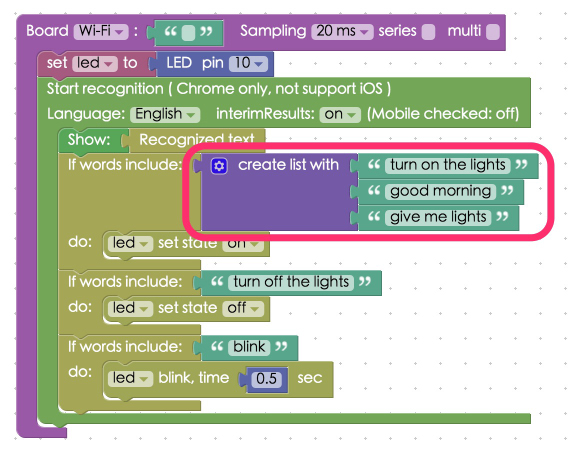 Board Wi-Fi : “ ” Sampling 20 ms series multi
set led to LED pin 10
Start recognition ( Chrome only, not support iOS )
Language: English interimResults: on (Mobile checked: off)
Show: Recognized text
If words include: create list with “ turn on the lights ”
“ good morning ”
“ give me lights ”
do: led set state on
If words include: “ turn off the lights ”
do: led set state off
If words include: “ blink ”
do: led blink, time 0.5 sec